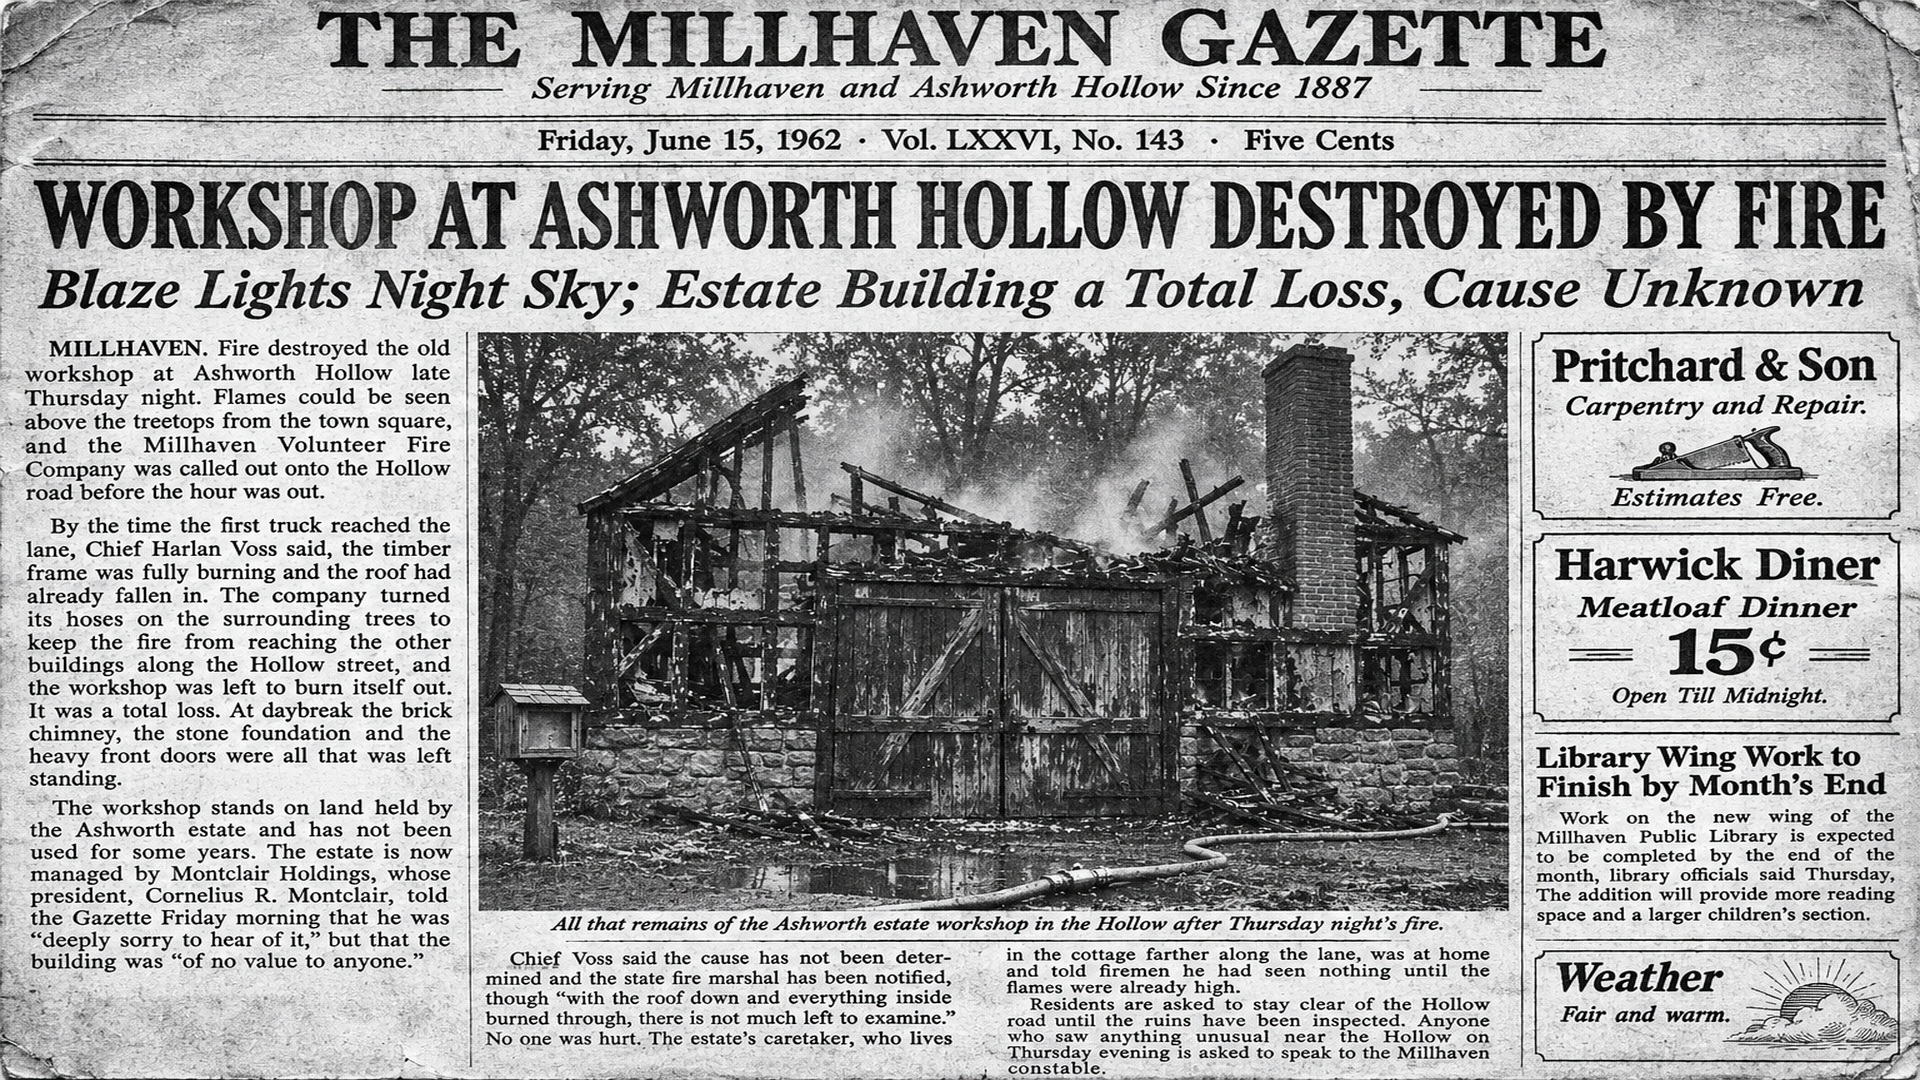 THE MILLHAVEN GAZETTE
Serving Millhaven and Ashworth Hollow Since 1887
Friday, June 15, 1962 · Vol. LXXVI, No. 143 · Five Cents
WORKSHOP AT ASHWORTH HOLLOW DESTROYED BY FIRE
Blaze Lights Night Sky; Estate Building a Total Loss, Cause Unknown
MILLHAVEN. Fire destroyed the old
workshop at Ashworth Hollow late
Thursday night. Flames could be seen
above the treetops from the town square,
and the Millhaven Volunteer Fire
Company was called out onto the Hollow
road before the hour was out.
By the time the first truck reached the
lane, Chief Harlan Voss said, the timber
frame was fully burning and the roof had
already fallen in. The company turned
its hoses on the surrounding trees to
keep the fire from reaching the other
buildings along the Hollow street, and
the workshop was left to burn itself out.
It was a total loss. At daybreak the brick
chimney, the stone foundation and the
heavy front doors were all that was left
standing.
The workshop stands on land held by
the Ashworth estate and has not been
used for some years. The estate is now
managed by Montclair Holdings, whose
president, Cornelius R. Montclair, told
the Gazette Friday morning that he was
“deeply sorry to hear of it,” but that the
building was “of no value to anyone.”
All that remains of the Ashworth estate workshop in the Hollow after Thursday night's fire.
Chief Voss said the cause has not been deter-
mined and the state fire marshal has been notified,
though “with the roof down and everything inside
burned through, there is not much left to examine.”
No one was hurt. The estate's caretaker, who lives
in the cottage farther along the lane, was at home
and told firemen he had seen nothing until the
flames were already high.
Residents are asked to stay clear of the Hollow
road until the ruins have been inspected. Anyone
who saw anything unusual near the Hollow on
Thursday evening is asked to speak to the Millhaven
constable.
Pritchard & Son
Carpentry and Repair.
Estimates Free.
Harwick Diner
Meatloaf Dinner
15¢
Open Till Midnight.
Library Wing Work to
Finish by Month's End
Work on the new wing of the
Millhaven Public Library is expected
to be completed by the end of the
month, library officials said Thursday,
The addition will provide more reading
space and a larger children's section.
Weather
Fair and warm.